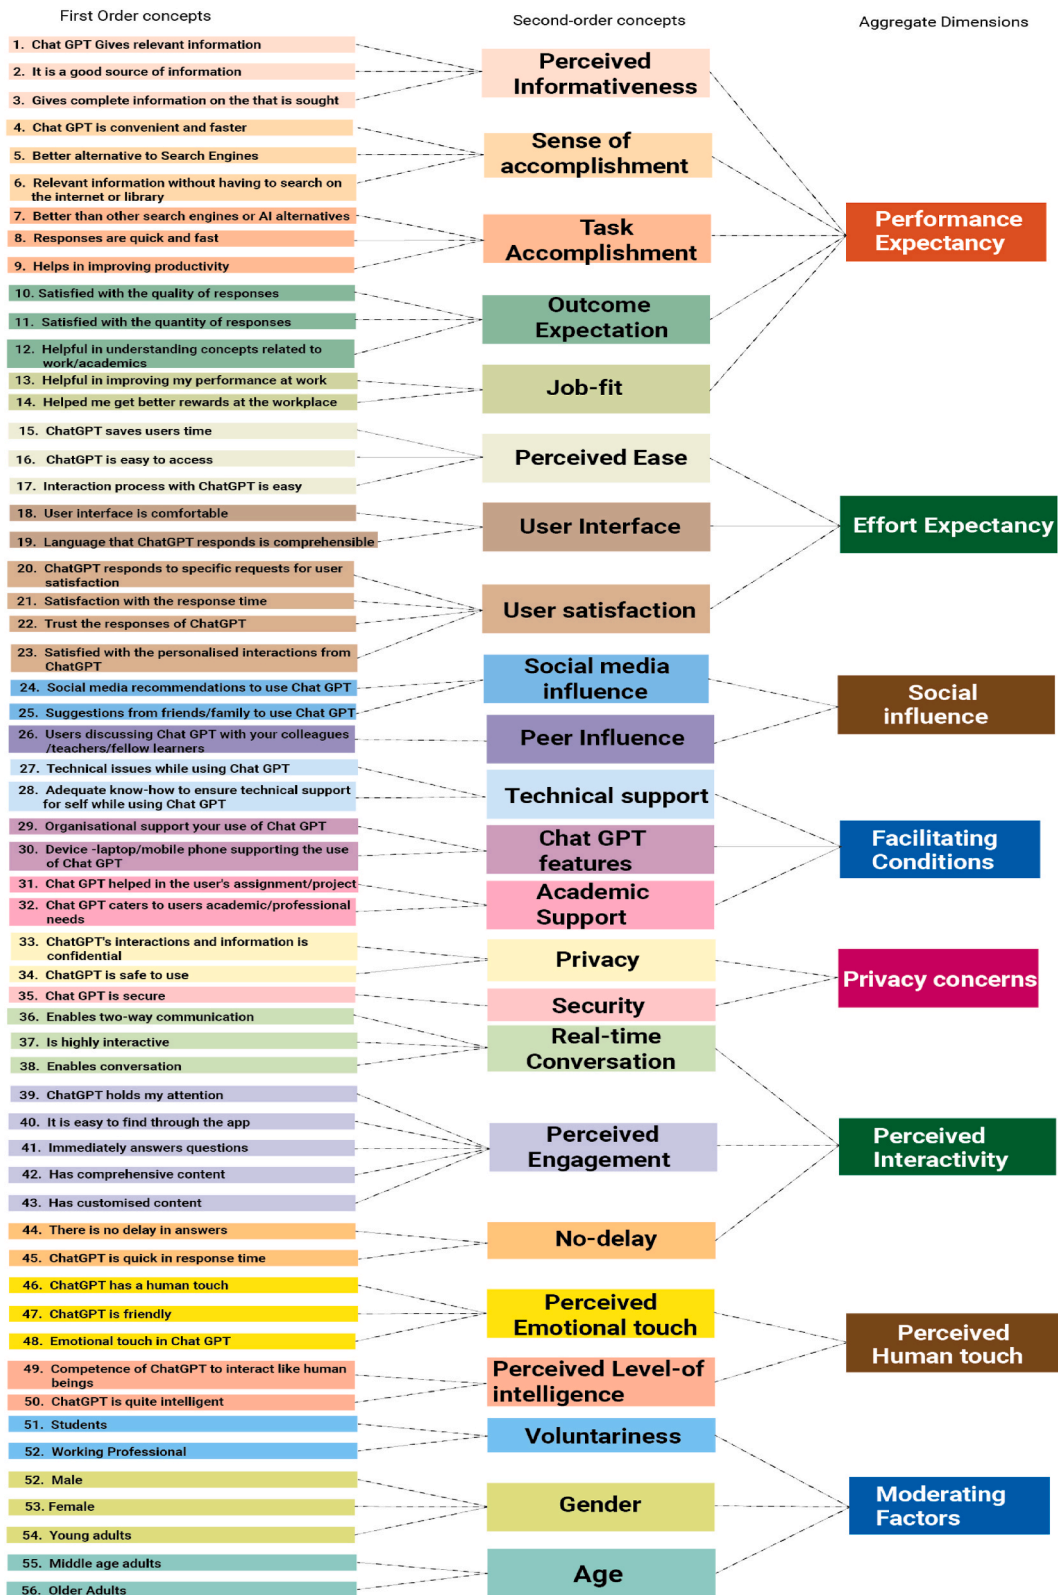 First Order concepts
Second-order concepts
Aggregate Dimensions
1. Chat GPT Gives relevant information
2. It is a good source of information
3. Gives complete information on the that is sought
4. Chat GPT is convenient and faster
5. Better alternative to Search Engines
6. Relevant information without having to search on
the internet or library
7. Better than other search engines or AI alternatives
8. Responses are quick and fast
9. Helps in improving productivity
10. Satisfied with the quality of responses
11. Satisfied with the quantity of responses
12. Helpful in understanding concepts related to
work/academics
13. Helpful in improving my performance at work
14. Helped me get better rewards at the workplace
15. ChatGPT saves users time
16. ChatGPT is easy to access
17. Interaction process with ChatGPT is easy
18. User interface is comfortable
19. Language that ChatGPT responds is comprehensible
20. ChatGPT responds to specific requests for user
satisfaction
21. Satisfaction with the response time
22. Trust the responses of ChatGPT
23. Satisfied with the personalised interactions from
ChatGPT
24. Social media recommendations to use Chat GPT
25. Suggestions from friends/family to use Chat GPT
26. Users discussing Chat GPT with your colleagues
/teachers/fellow learners
27. Technical issues while using Chat GPT
28. Adequate know-how to ensure technical support
for self while using Chat GPT
29. Organisational support your use of Chat GPT
30. Device -laptop/mobile phone supporting the use
of Chat GPT
31. Chat GPT helped in the user's assignment/project
32. Chat GPT caters to users academic/professional
needs
33. ChatGPT's interactions and information is
confidential
34. ChatGPT is safe to use
35. Chat GPT is secure
36. Enables two-way communication
37. Is highly interactive
38. Enables conversation
39. ChatGPT holds my attention
40. It is easy to find through the app
41. Immediately answers questions
42. Has comprehensive content
43. Has customised content
44. There is no delay in answers
45. ChatGPT is quick in response time
46. ChatGPT has a human touch
47. ChatGPT is friendly
48. Emotional touch in Chat GPT
49. Competence of ChatGPT to interact like human
beings
50. ChatGPT is quite intelligent
51. Students
52. Working Professional
52. Male
53. Female
54. Young adults
55. Middle age adults
56. Older Adults
Perceived
Informativeness
Sense of
accomplishment
Task
Accomplishment
Outcome
Expectation
Job-fit
Perceived Ease
User Interface
User satisfaction
Social media
influence
Peer Influence
Technical support
Chat GPT
features
Academic
Support
Privacy
Security
Real-time
Conversation
Perceived
Engagement
No-delay
Perceived
Emotional touch
Perceived Level-of
intelligence
Voluntariness
Gender
Age
Performance
Expectancy
Effort Expectancy
Social
influence
Facilitating
Conditions
Privacy concerns
Perceived
Interactivity
Perceived
Human touch
Moderating
Factors